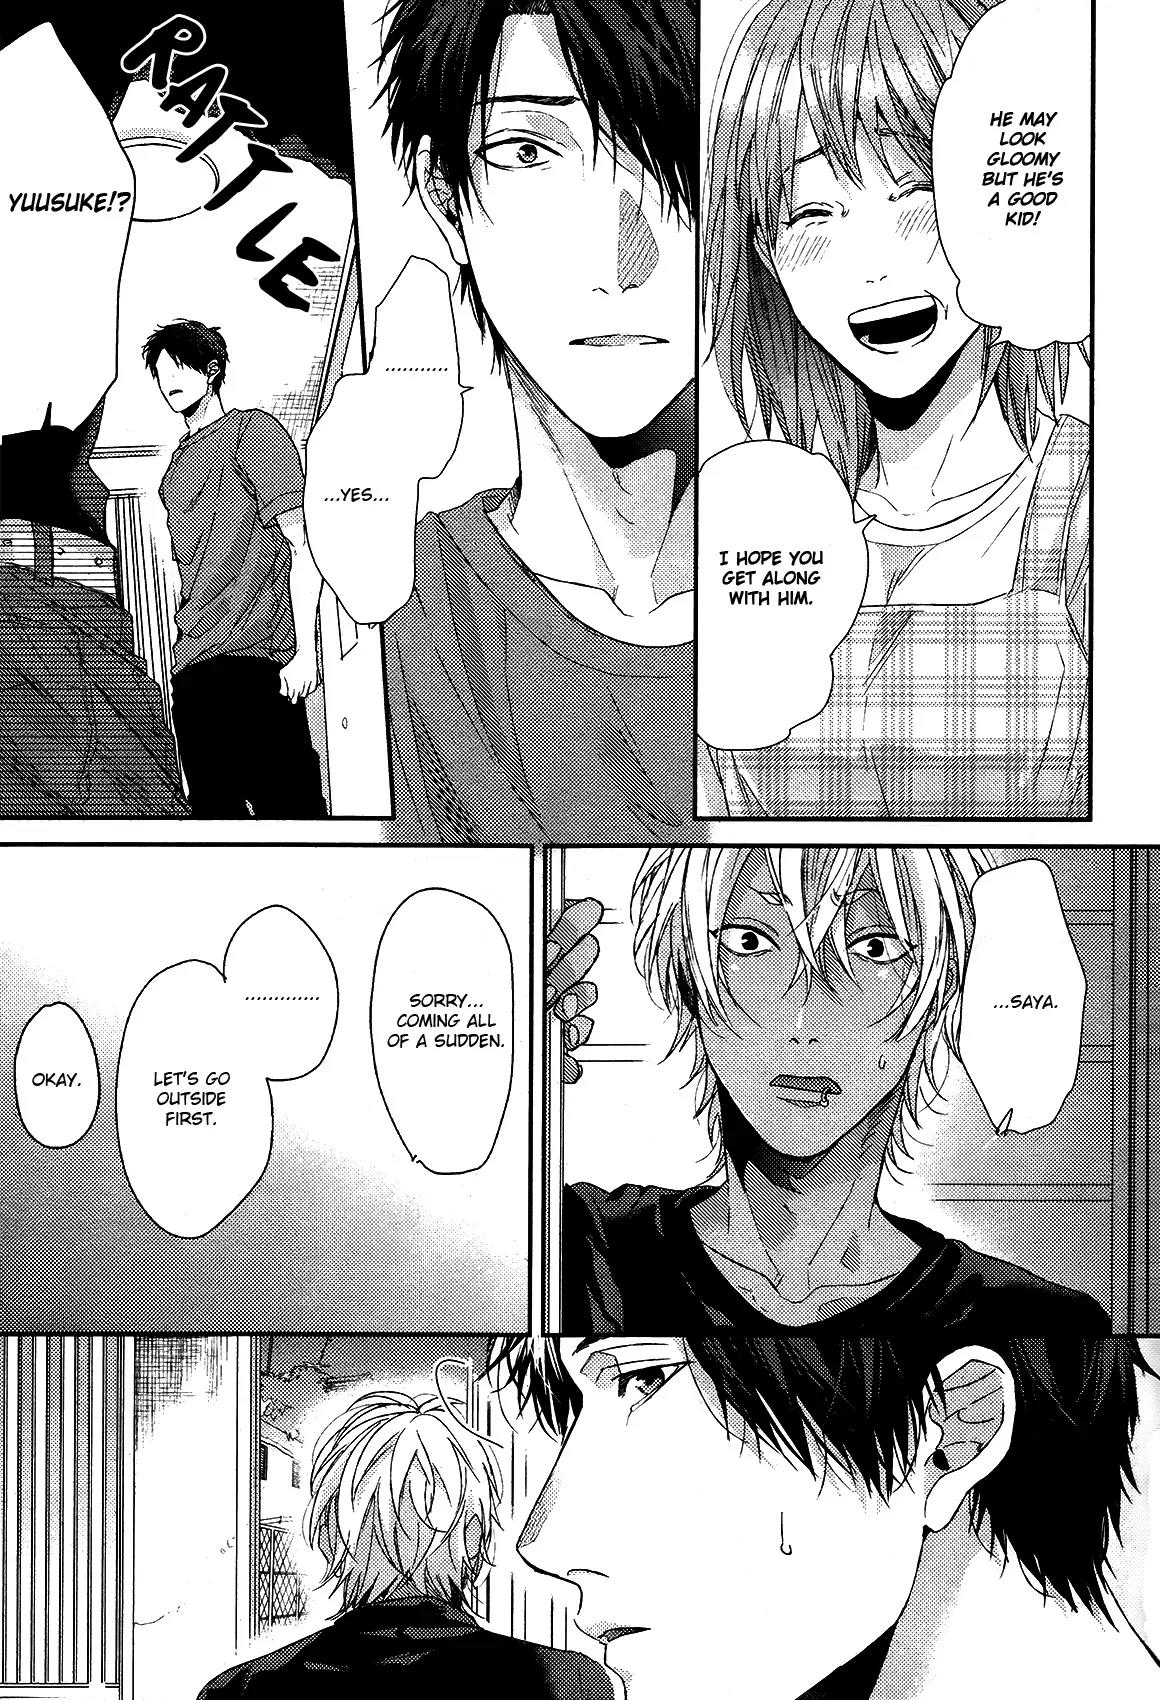 HE MAY
LOOK
GLOOMY
BUT HE'S
A GOOD
KID!
I HOPE YOU
GET ALONG
WITH HIM.
.............
...YES...
RATTLE
YUUSUKE!?
...SAYA.
SORRY...
COMING ALL
OF A SUDDEN.
...............
LET'S GO
OUTSIDE
FIRST.
OKAY.